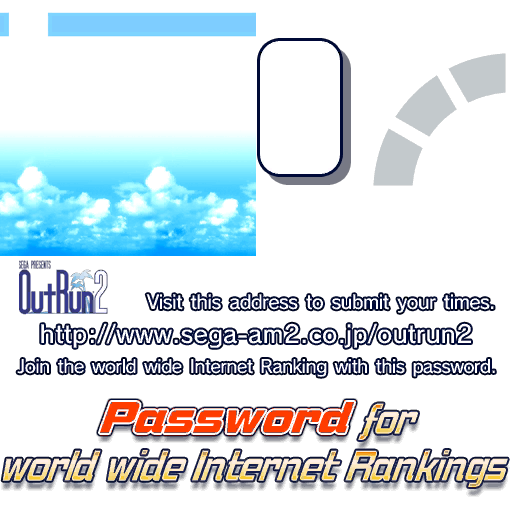 SEGA PRESENTS
OutRun2
Visit this address to submit your times.
http://www.sega-am2.co.jp/outrun2
Join the world wide Internet Ranking with this password.
Password for
world wide Internet Rankings